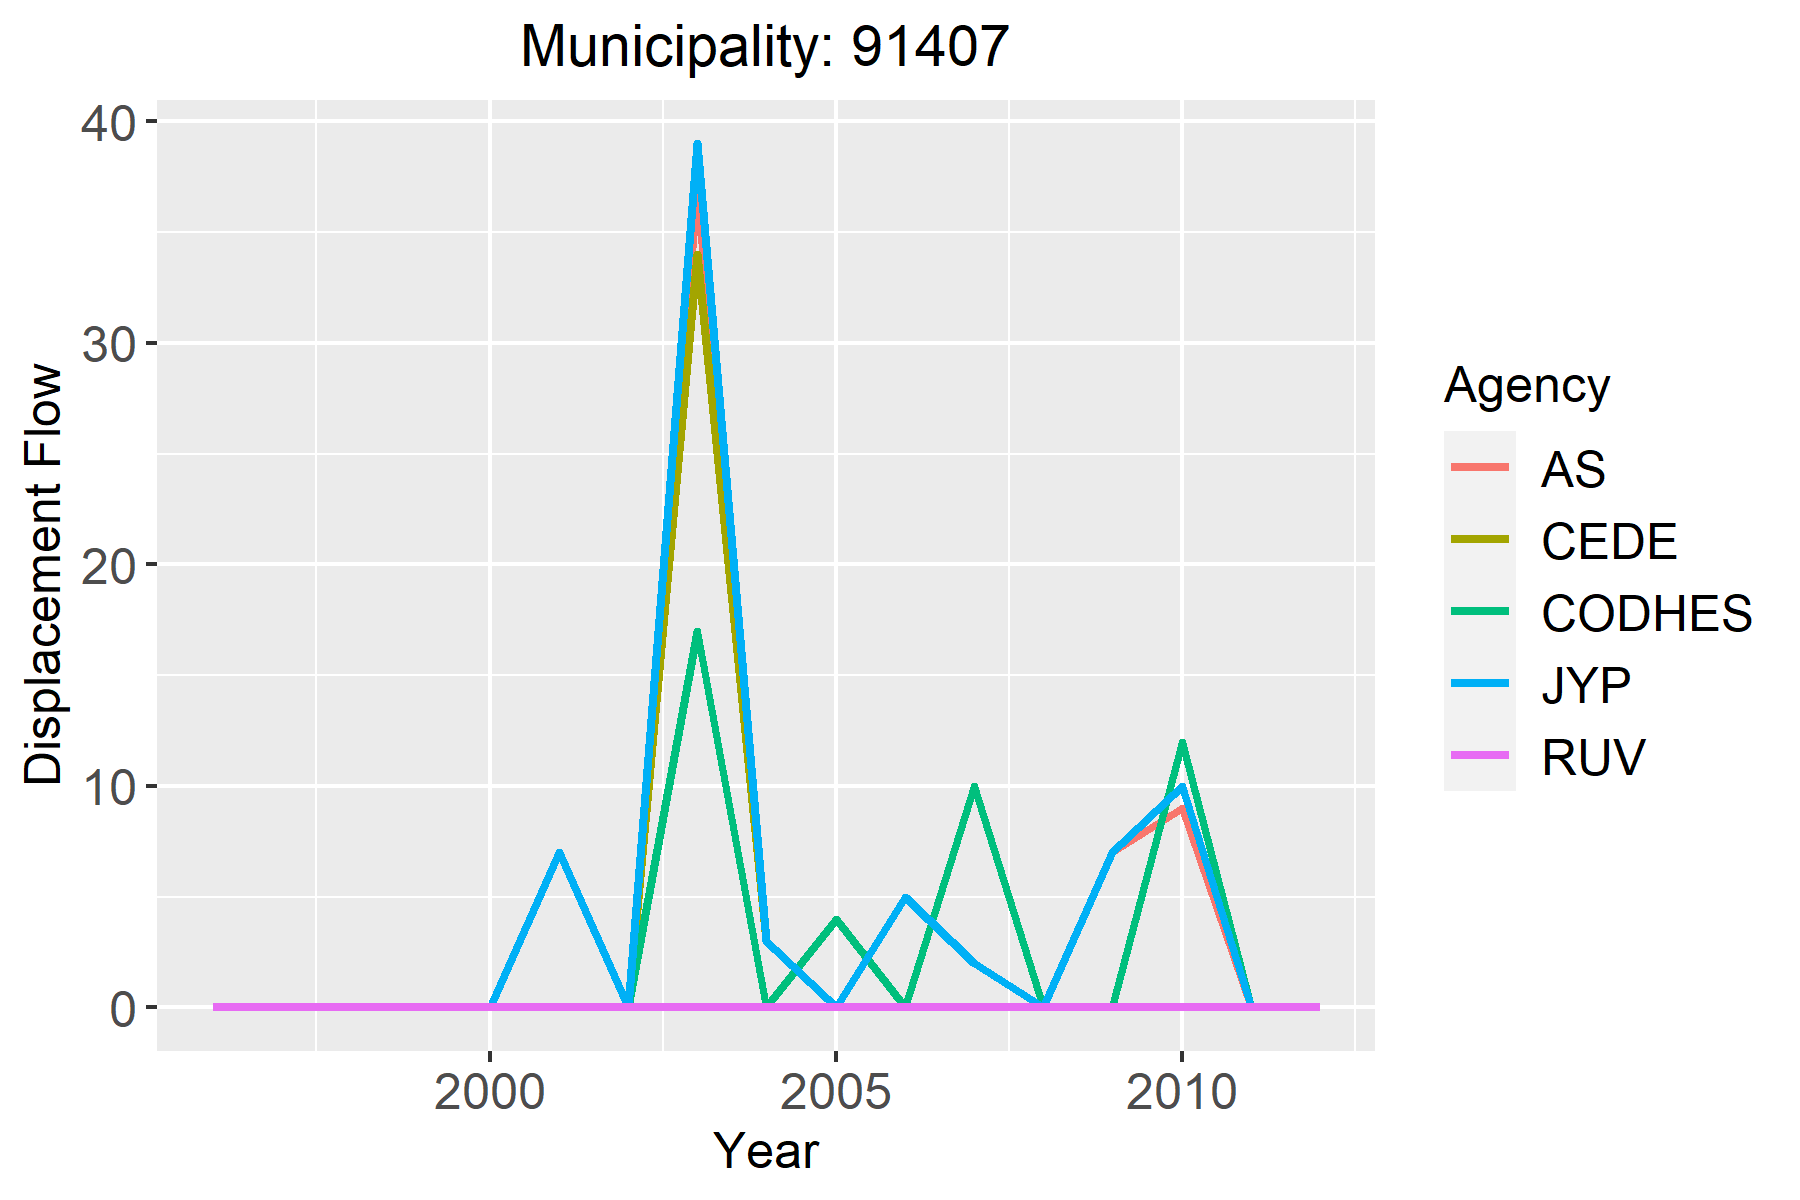 Municipality: 91407
40
30
20
10
0
Displacement Flow
2000 2005 2010
Year
Agency
AS
CEDE
CODHES
JYP
RUV